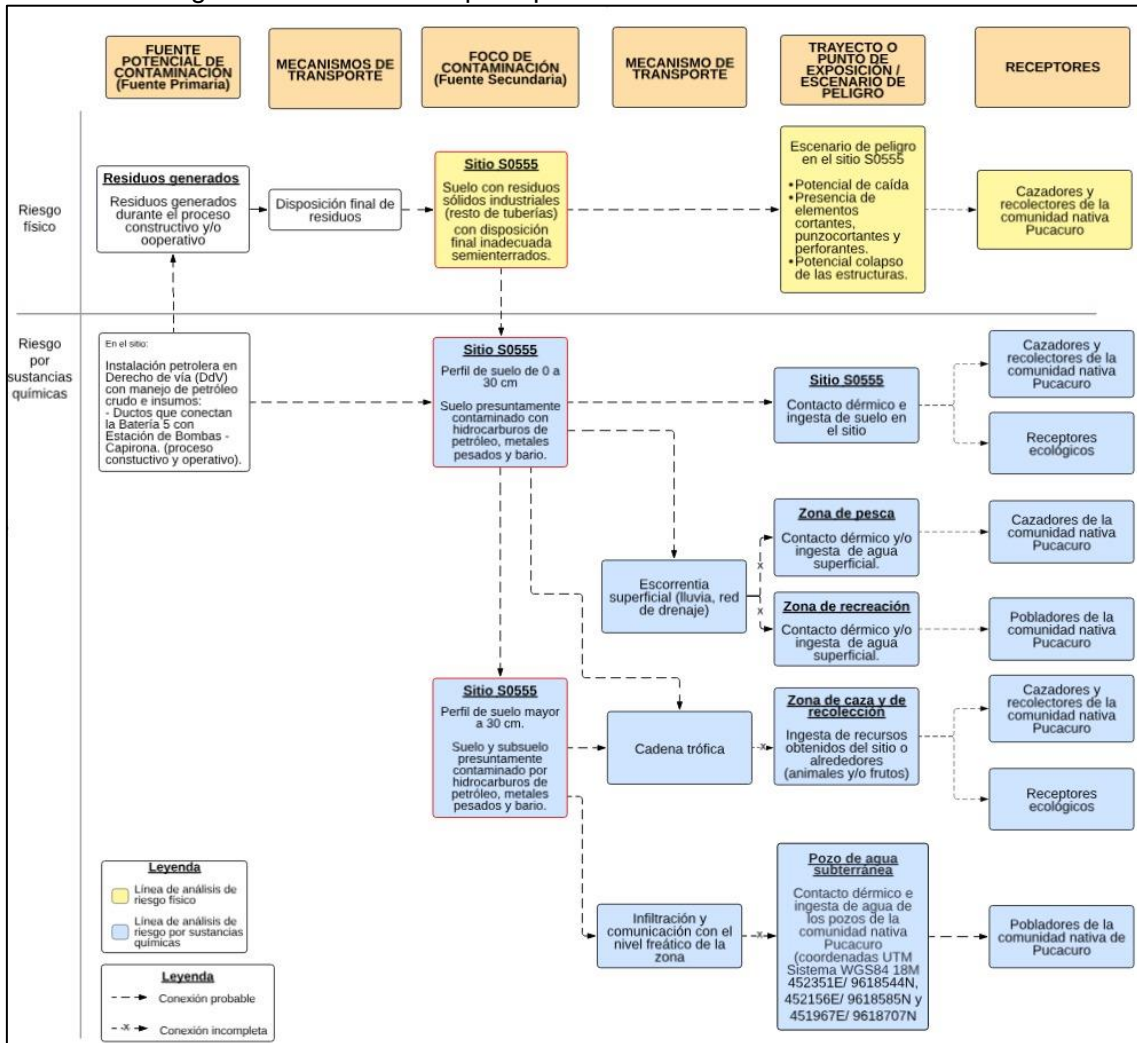 FUENTE
POTENCIAL DE
CONTAMINACIÓN
(Fuente Primaria)
MECANISMOS DE
TRANSPORTE
FOCO DE
CONTAMINACIÓN
(Fuente Secundaria)
MECANISMO DE
TRANSPORTE
TRAYECTO O
PUNTO DE
EXPOSICIÓN /
ESCENARIO DE
PELIGRO
RECEPTORES
Riesgo
físico
Residuos generados
Residuos generados
durante el proceso
constructivo y/o
ooperativo
Disposición final de
residuos
Sitio S0555
Suelo con residuos
sólidos industriales
(resto de tuberías)
con disposición
final inadecuada
semienterrados.
Escenario de peligro
en el sitio S0555
•Potencial de caída
•Presencia de
elementos
cortantes,
punzocortantes y
perforantes.
•Potencial colapso
de las estructuras.
Cazadores y
recolectores de la
comunidad nativa
Pucacuro
Riesgo
por
sustancias
químicas
En el sitio:
Instalación petrolera en
Derecho de vía (DdV)
con manejo de petróleo
crudo e insumos:
- Ductos que conectan
la Batería 5 con
Estación de Bombas -
Capirona. (proceso
constuctivo y operativo).
Sitio S0555
Perfil de suelo de 0 a
30 cm
Suelo presuntamente
contaminado con
hidrocarburos de
petróleo, metales
pesados y bario.
Sitio S0555
Contacto dérmico e
ingesta de suelo en
el sitio
Cazadores y
recolectores de la
comunidad nativa
Pucacuro
Receptores
ecológicos
Escorrentia
superficial (lluvia, red
de drenaje)
x
x
Zona de pesca
Contacto dérmico y/o
ingesta de agua
superficial.
Cazadores de la
comunidad nativa
Pucacuro
Zona de recreación
Contacto dérmico y/o
ingesta de agua
superficial.
Pobladores de la
comunidad nativa
Pucacuro
Sitio S0555
Perfil de suelo mayor
a 30 cm.
Suelo y subsuelo
presuntamente
contaminado por
hidrocarburos de
petróleo, metales
pesados y bario.
Cadena trófica
x
Zona de caza y de
recolección
Ingesta de recursos
obtenidos del sitio o
alrededores
(animales y/o frutos)
Cazadores y
recolectores de la
comunidad nativa
Pucacuro
Receptores
ecológicos
Infiltración y
comunicación con el
nivel freático de la
zona
x
Pozo de agua
subterránea
Contacto dérmico e
ingesta de agua de
los pozos de la
comunidad nativa
Pucacuro
(coordenadas UTM
Sistema WGS84 18M
452351E/ 9618544N,
452156E/ 9618585N y
451967E/ 9618707N
Pobladores de la
comunidad nativa de
Pucacuro
Leyenda
Línea de análisis de
riesgo físico
Línea de análisis de
riesgo por sustancias
químicas
Leyenda
Conexión probable
x Conexión incompleta